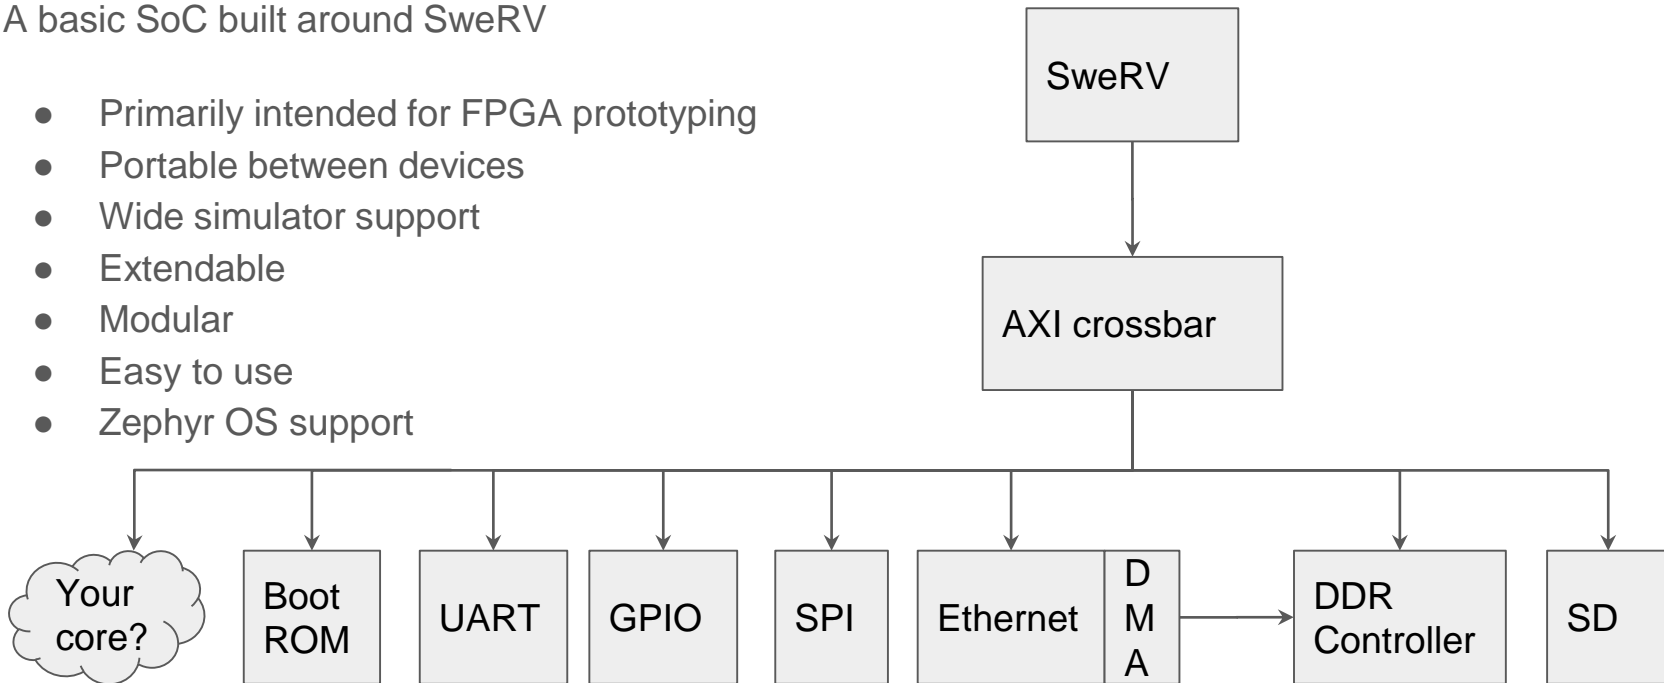 A basic SoC built around SweRV
● Primarily intended for FPGA prototyping
● Portable between devices
● Wide simulator support
● Extendable
● Modular
● Easy to use
● Zephyr OS support
SweRV
AXI crossbar
Your
core?
Boot
ROM
UART
GPIO
SPI
Ethernet
D
M
A
DDR
Controller
SD